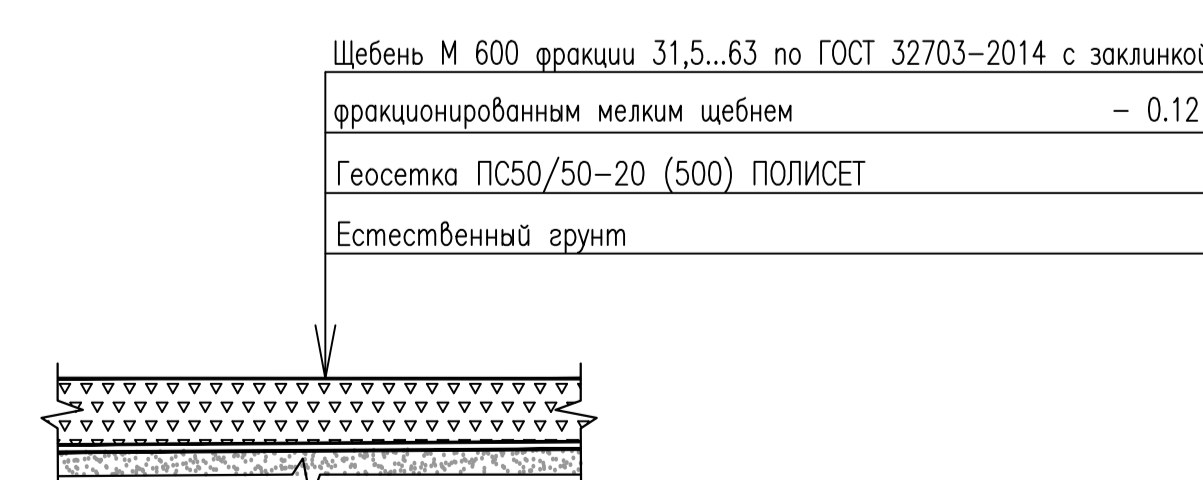 Щебень М 600 фракции 31,5...63 по ГОСТ 32703-2014 с заклинкой
фракционированным мелким щебнем - 0.12
Геосетка ПС50/50-20 (500) ПОЛИСЕТ
Естественный грунт